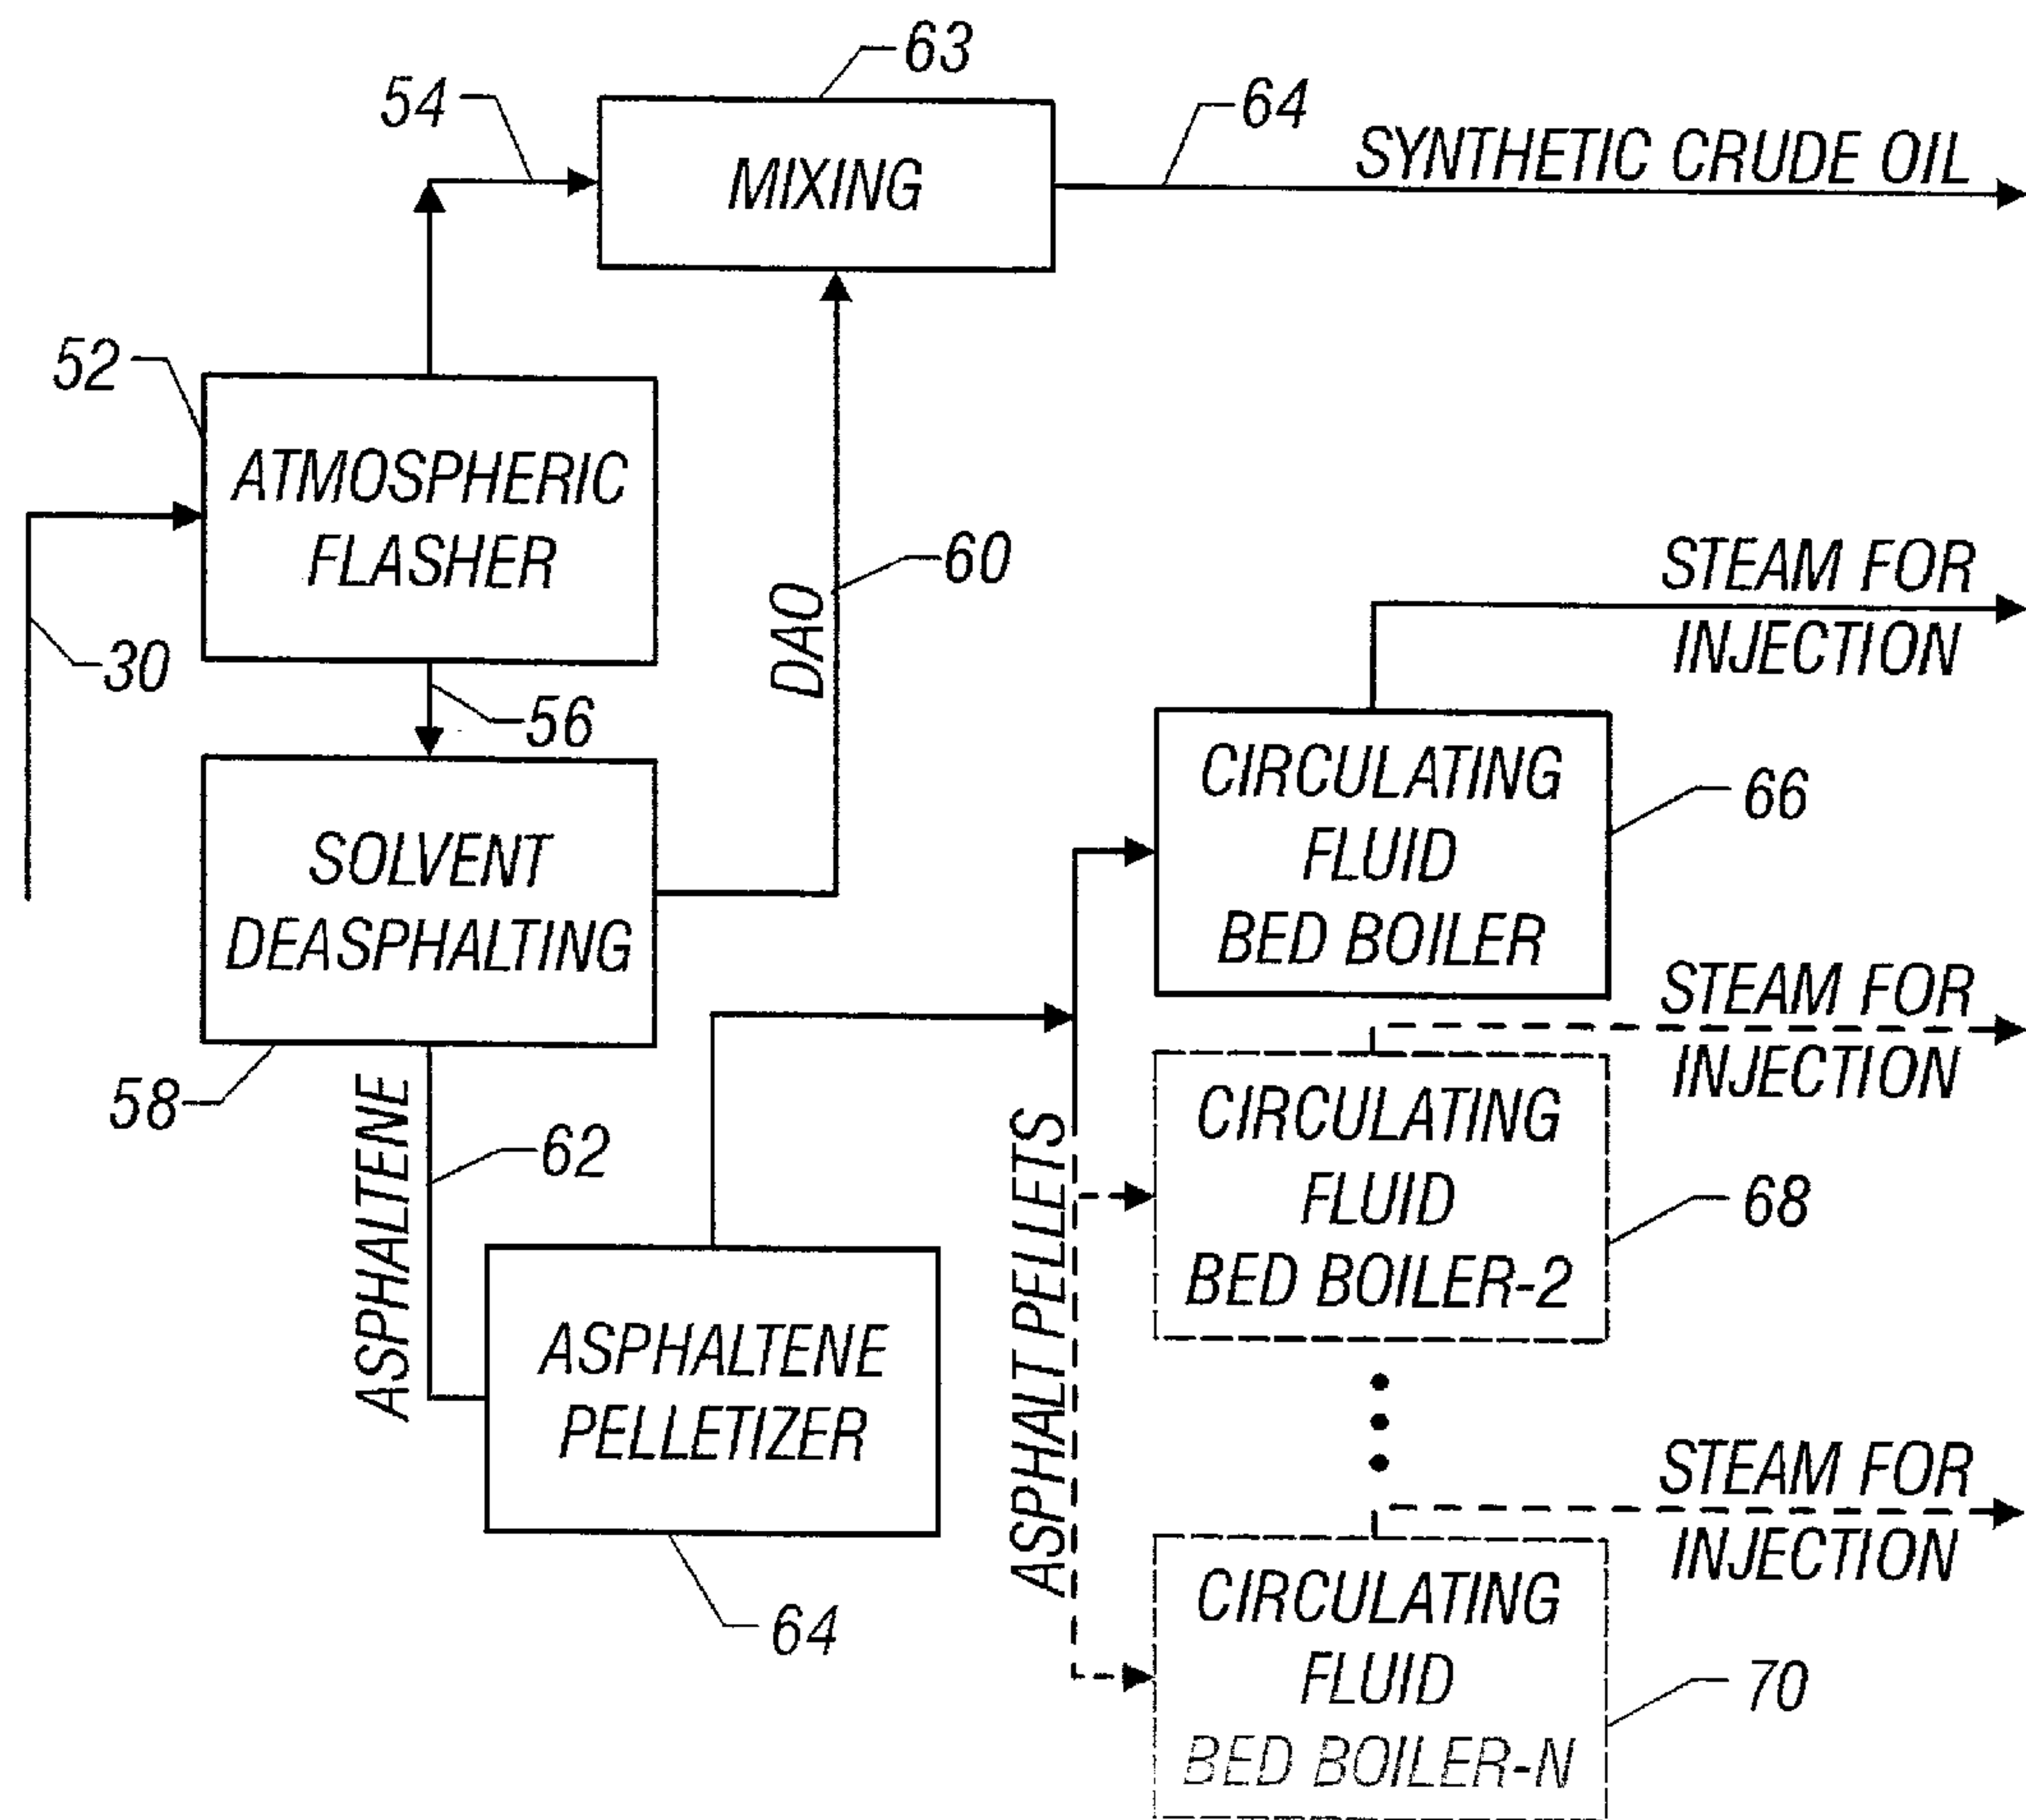 63
54
64
MIXING
SYNTHETIC CRUDE OIL
52
ATMOSPHERIC
FLASHER
30
56
60
DAO
STEAM FOR
INJECTION
SOLVENT
DEASPHALTING
58
CIRCULATING
FLUID
BED BOILER
66
STEAM FOR
INJECTION
ASPHALTENE
62
ASPHALTENE
PELLETIZER
64
ASPHALT PELLETS
CIRCULATING
FLUID
BED BOILER-2
68
STEAM FOR
INJECTION
CIRCULATING
FLUID
BED BOILER-N
70